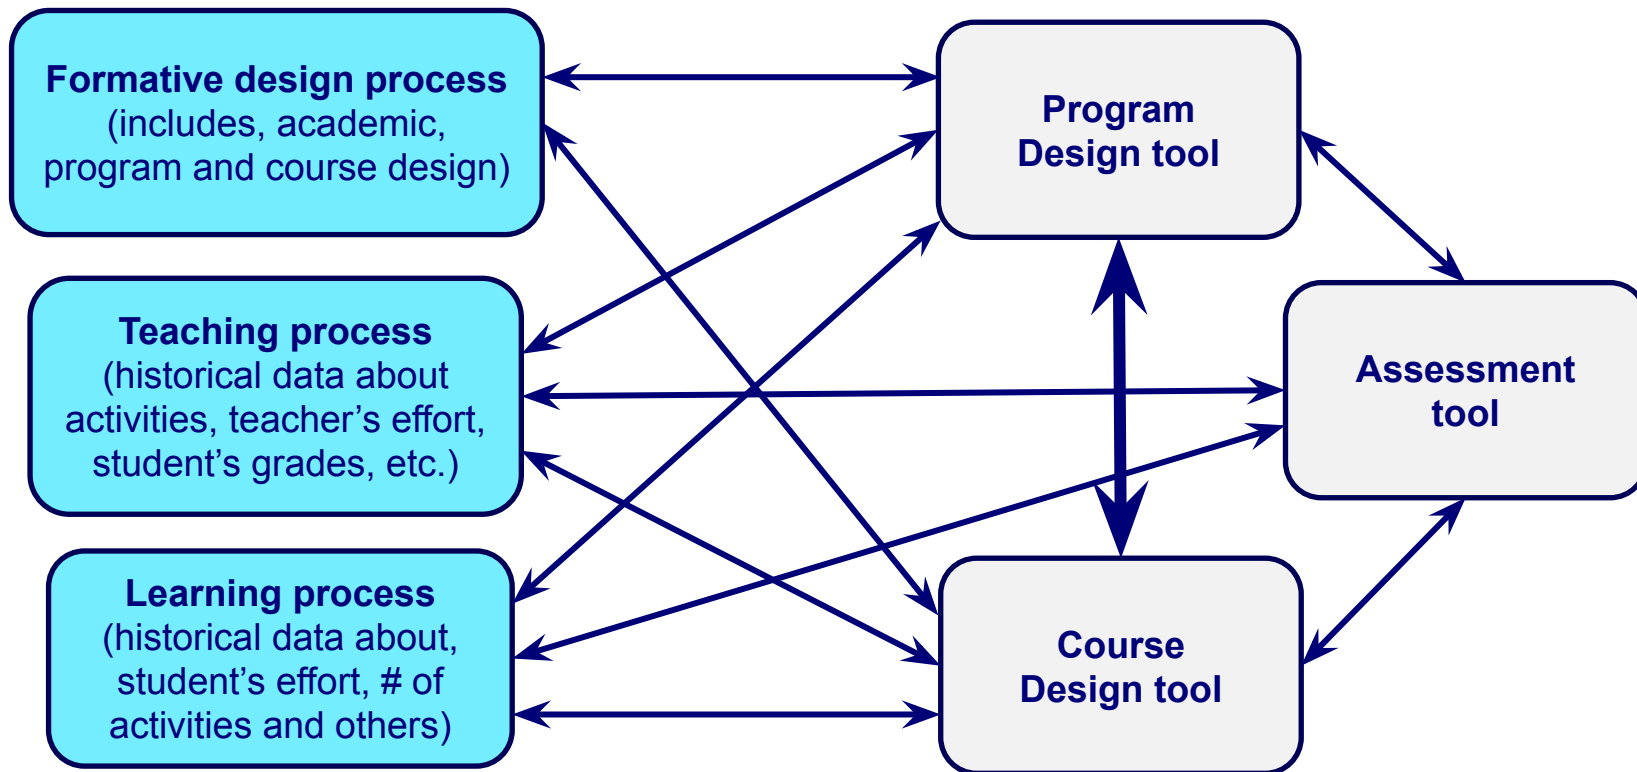 Formative design process
(includes, academic,
program and course design)
Teaching process
(historical data about
activities, teacher’s effort,
student’s grades, etc.)
Learning process
(historical data about,
student’s effort, # of
activities and others)
Program
Design tool
Assessment
tool
Course
Design tool